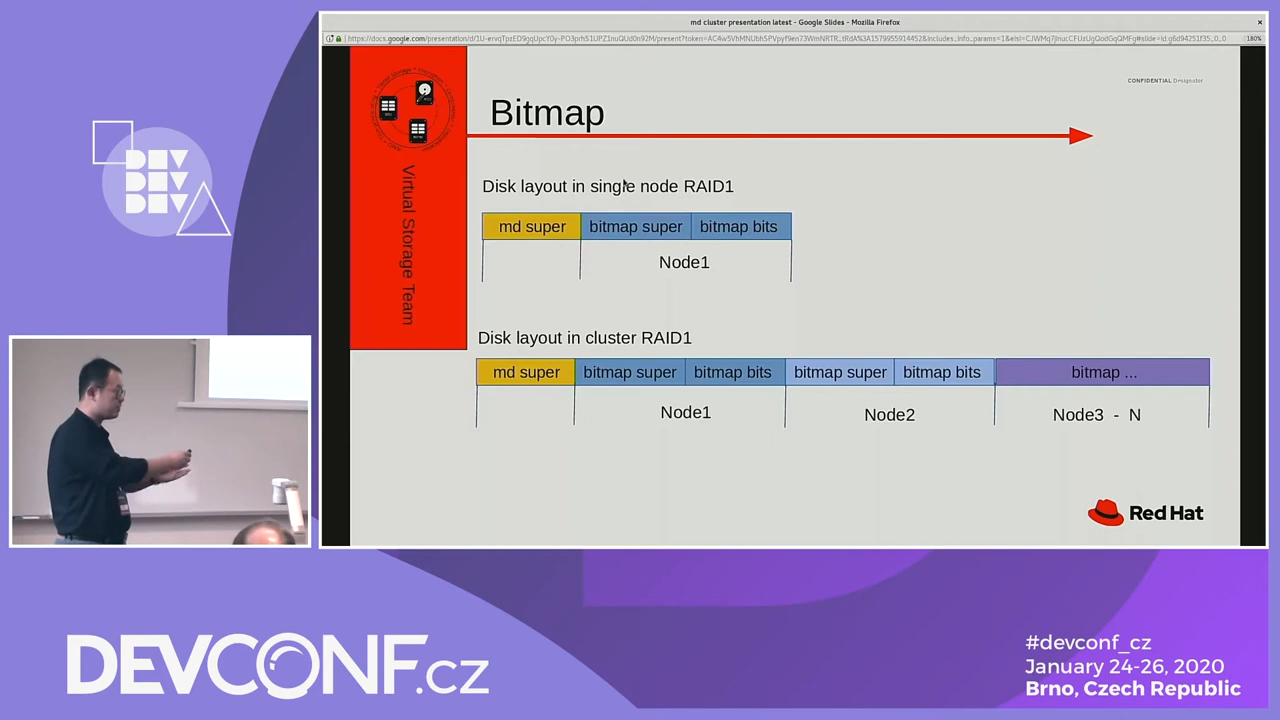 md cluster presentation latest - Google Slides - Mozilla Firefox
180%
CONFIDENTIAL Designator
Bitmap
Virtual Storage Team
Disk layout in single node RAID1
md super bitmap super bitmap bits
Node1
Disk layout in cluster RAID1
md super bitmap super bitmap bits bitmap super bitmap bits bitmap ...
Node1 Node2 Node3 - N
Red Hat
DEV
DEV
DEVCONF.cz
#devconf_cz
January 24-26, 2020
Brno, Czech Republic